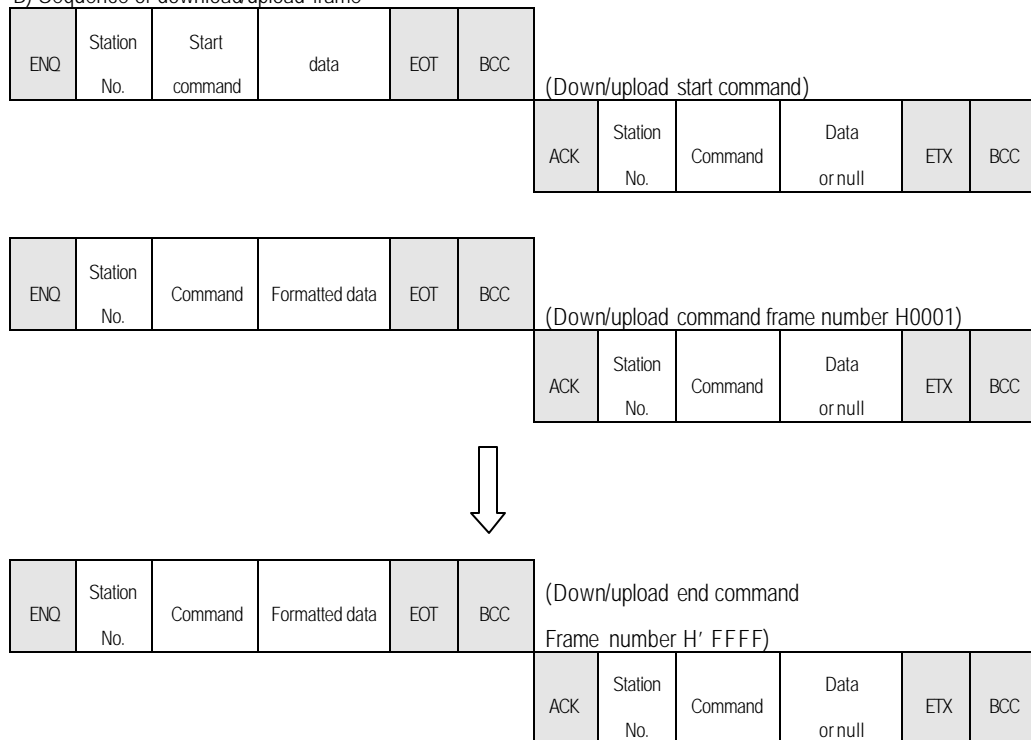 D) Sequence of download/upload frame
ENQ Station No. Start command data EOT BCC
(Down/upload start command)
ACK Station No. Command Data or null ETX BCC
ENQ Station No. Command Formatted data EOT BCC
(Down/upload command frame number H0001)
ACK Station No. Command Data or null ETX BCC
ENQ Station No. Command Formatted data EOT BCC
(Down/upload end command
Frame number H' FFFF)
ACK Station No. Command Data or null ETX BCC